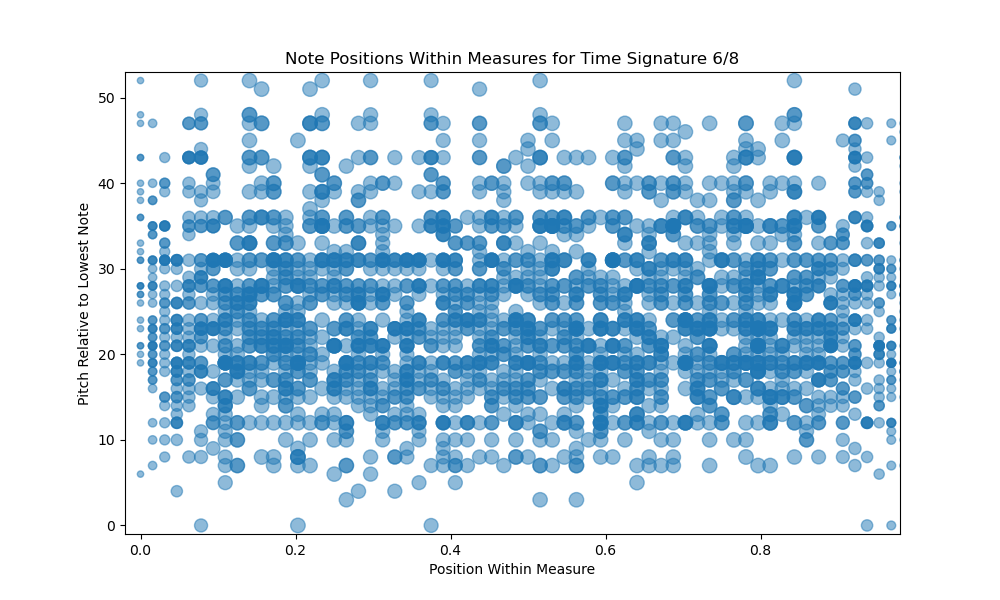 Note Positions Within Measures for Time Signature 6/8
50
40
30
20
10
0
Pitch Relative to Lowest Note
0.0 0.2 0.4 0.6 0.8
Position Within Measure